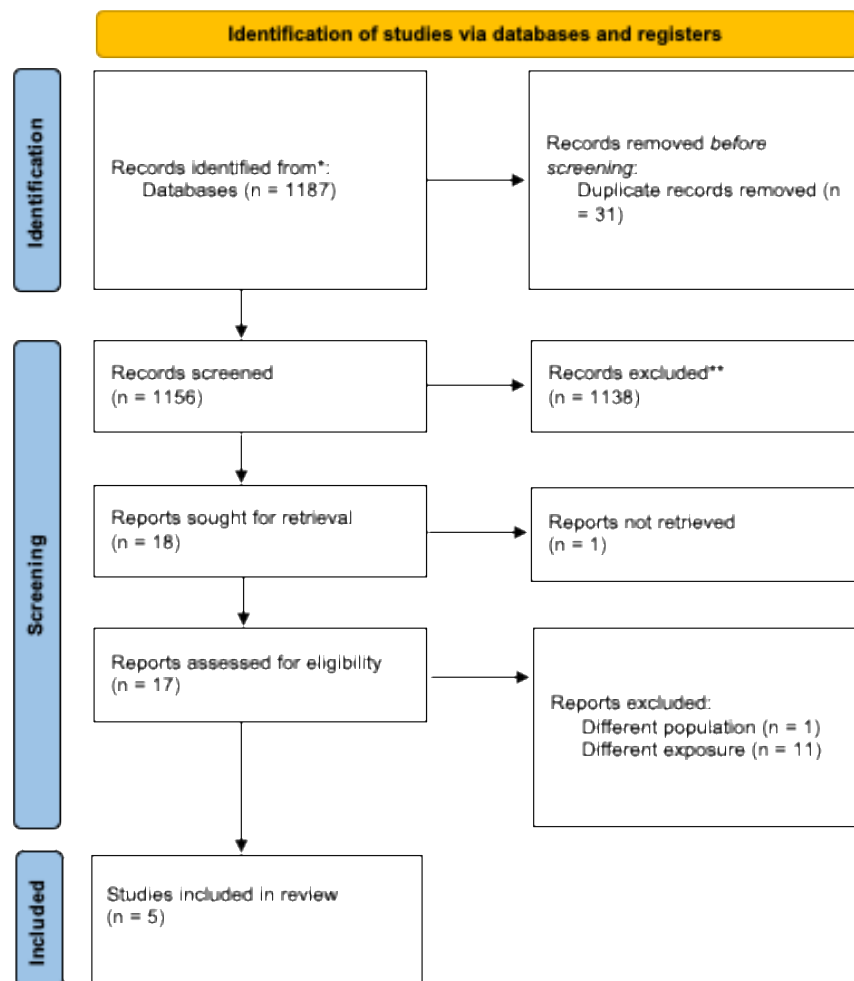 Identification of studies via databases and registers
Identification
Records identified from*:
Databases (n = 1187)
Records removed before
screening:
Duplicate records removed (n
= 31)
Screening
Records screened
(n = 1156)
Records excluded**
(n = 1138)
Reports sought for retrieval
(n = 18)
Reports not retrieved
(n = 1)
Reports assessed for eligibility
(n = 17)
Reports excluded:
Different population (n = 1)
Different exposure (n = 11)
Included
Studies included in review
(n = 5)